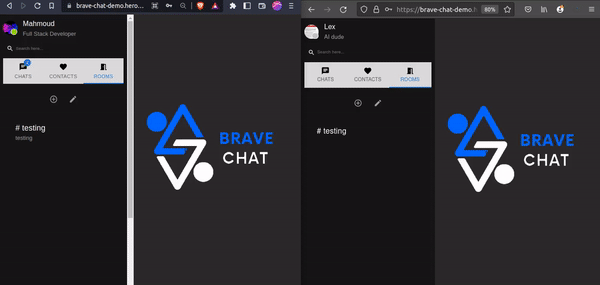 brave-chat-demo.hero...
Mahmoud
Full Stack Developer
Search here...
CHATS
CONTACTS
ROOMS
# testing
testing
BRAVE
CHAT
https://brave-chat-demo.h
80%
Lex
AI dude
Search here...
CHATS
CONTACTS
ROOMS
# testing
BRAVE
CHAT